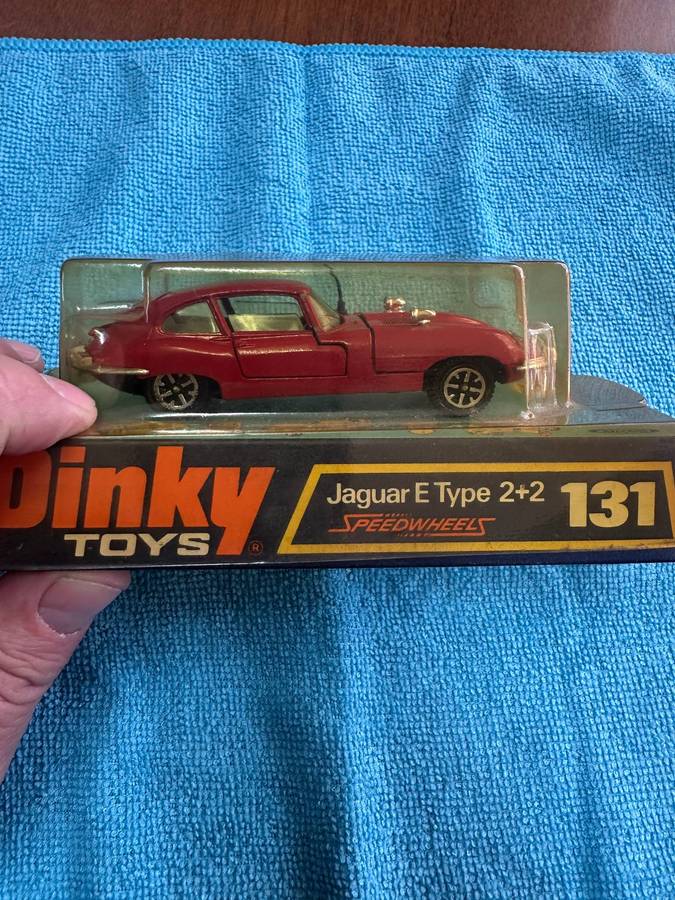 Dinky
TOYS ®
Jaguar E Type 2+2
SPEEDWHEELS
131